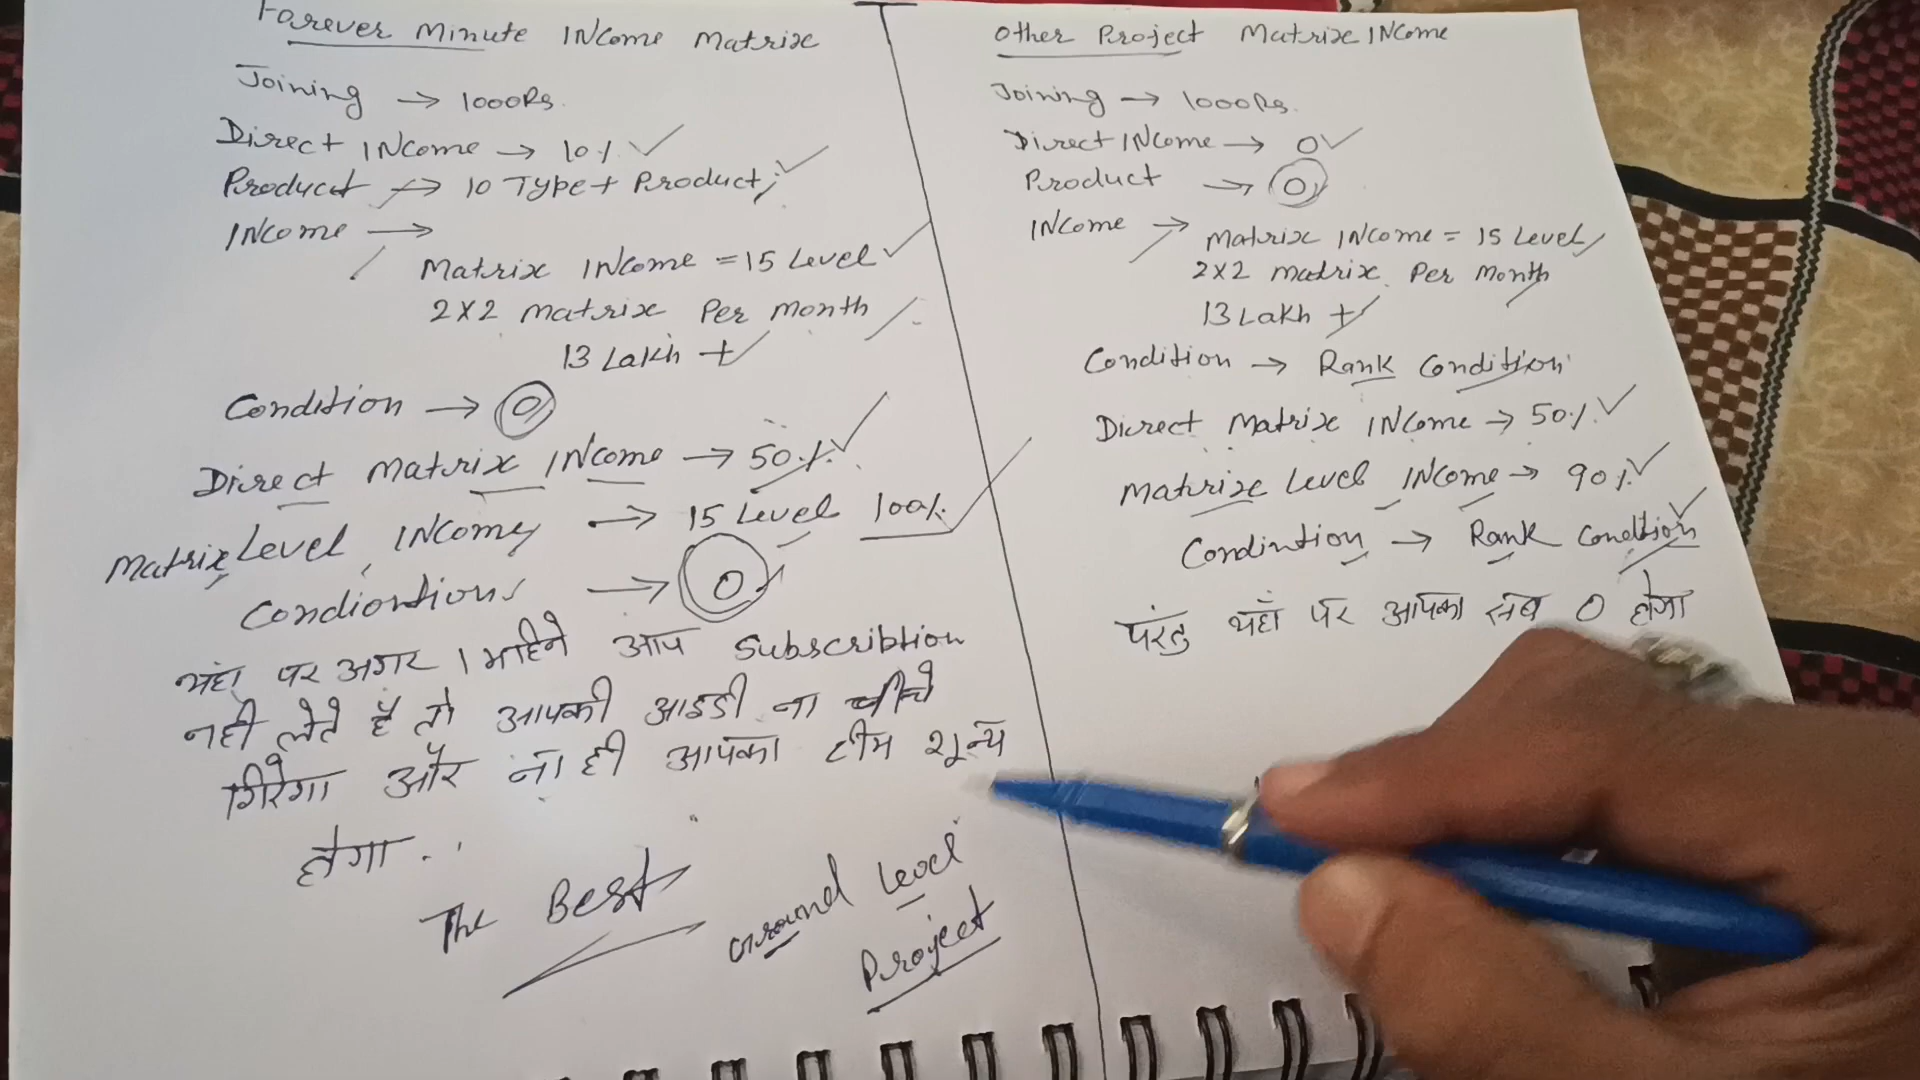 Forever Minute INcome Matrix
Joining → 1000Rs.
Direct INcome → 10%
Product → 10 Type + Product
INcome →
Matrix INcome = 15 Level
2X2 matrix Per month
13 Lakh +
Condition → 0
Direct Matrix INcome → 50%
Matrix Level INcome → 15 Level 100%
Condiontions → 0
यहां पर अगर 1 महिने आप Subscribtion
नही लेते हैं तो आपकी आइडी ना नीचे
गिरेगा और ना ही आपका टीम शून्य
होगा..
The Best
Ground Level
Project
Other Project Matrix INcome
Joining → 1000Rs.
Direct INcome → 0
Product → 0
INcome →
Matrix INcome = 15 Level
2X2 matrix Per Month
13 Lakh +
Condition → Rank Condition
Direct Matrix INcome → 50%
Matrix Level INcome → 90%
Condintion → Rank Condition
परंतु यहाँ पर आपका सब 0 होगा